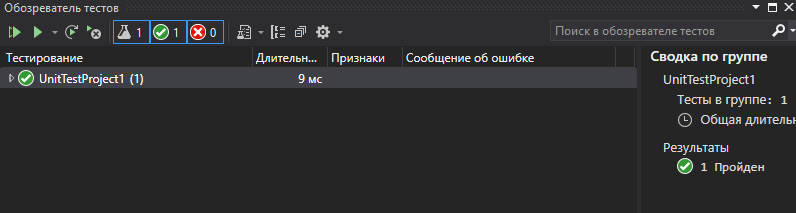 Обозреватель тестов
1 1 0
Поиск в обозревателе тестов
Тестирование Длительн... Признаки Сообщение об ошибке
UnitTestProject1 (1) 9 мс
Сводка по группе
UnitTestProject1
Тесты в группе: 1
Общая длительн
Результаты
1 Пройден